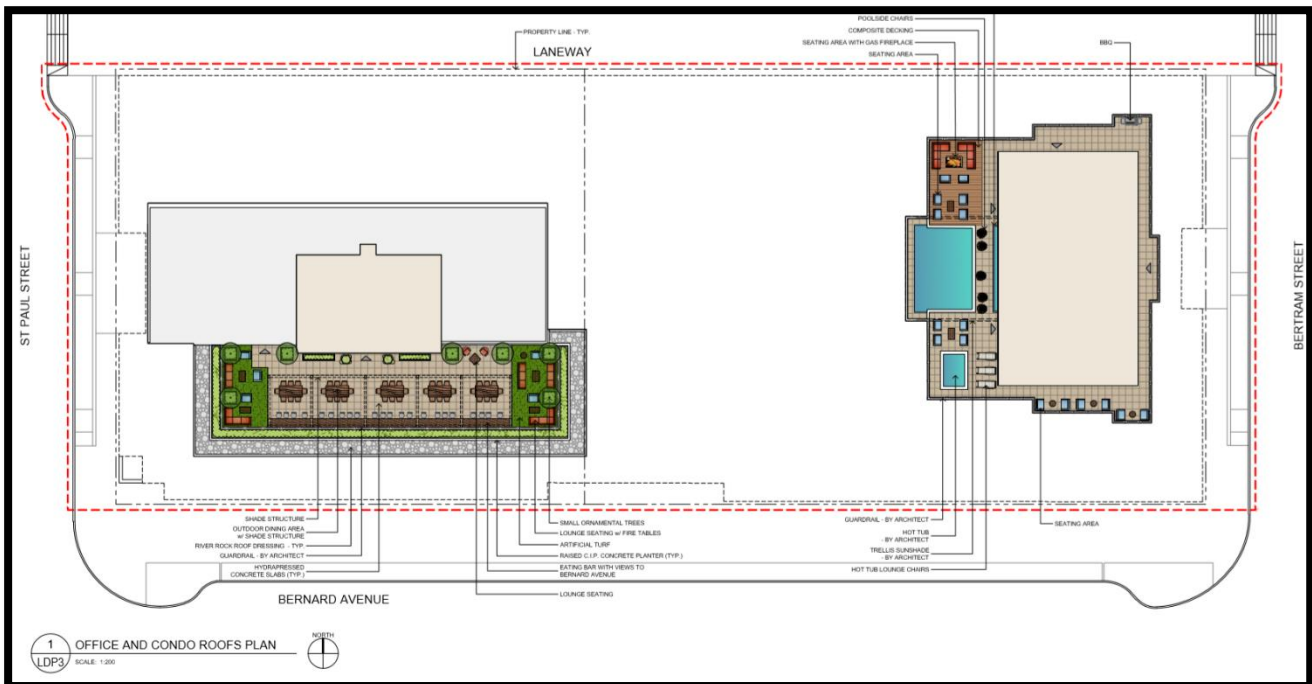 POOLSIDE CHAIRS
COMPOSITE DECKING
SEATING AREA WITH GAS FIREPLACE
SEATING AREA
BBQ
PROPERTY LINE - TYP.
LANEWAY
ST PAUL STREET
BERTRAM STREET
SHADE STRUCTURE
OUTDOOR DINING AREA
w/ SHADE STRUCTURE
RIVER ROCK ROOF DRESSING - TYP.
GUARDRAIL - BY ARCHITECT
HYDRAPRESSED
CONCRETE SLABS (TYP.)
SMALL ORNAMENTAL TREES
LOUNGE SEATING w/ FIRE TABLES
ARTIFICIAL TURF
RAISED C.I.P. CONCRETE PLANTER (TYP.)
EATING BAR WITH VIEWS TO
BERNARD AVENUE
LOUNGE SEATING
GUARDRAIL - BY ARCHITECT
HOT TUB
- BY ARCHITECT
TRELLIS SUNSHADE
- BY ARCHITECT
HOT TUB LOUNGE CHAIRS
SEATING AREA
BERNARD AVENUE
1
LDP3
OFFICE AND CONDO ROOFS PLAN
SCALE: 1:200
NORTH